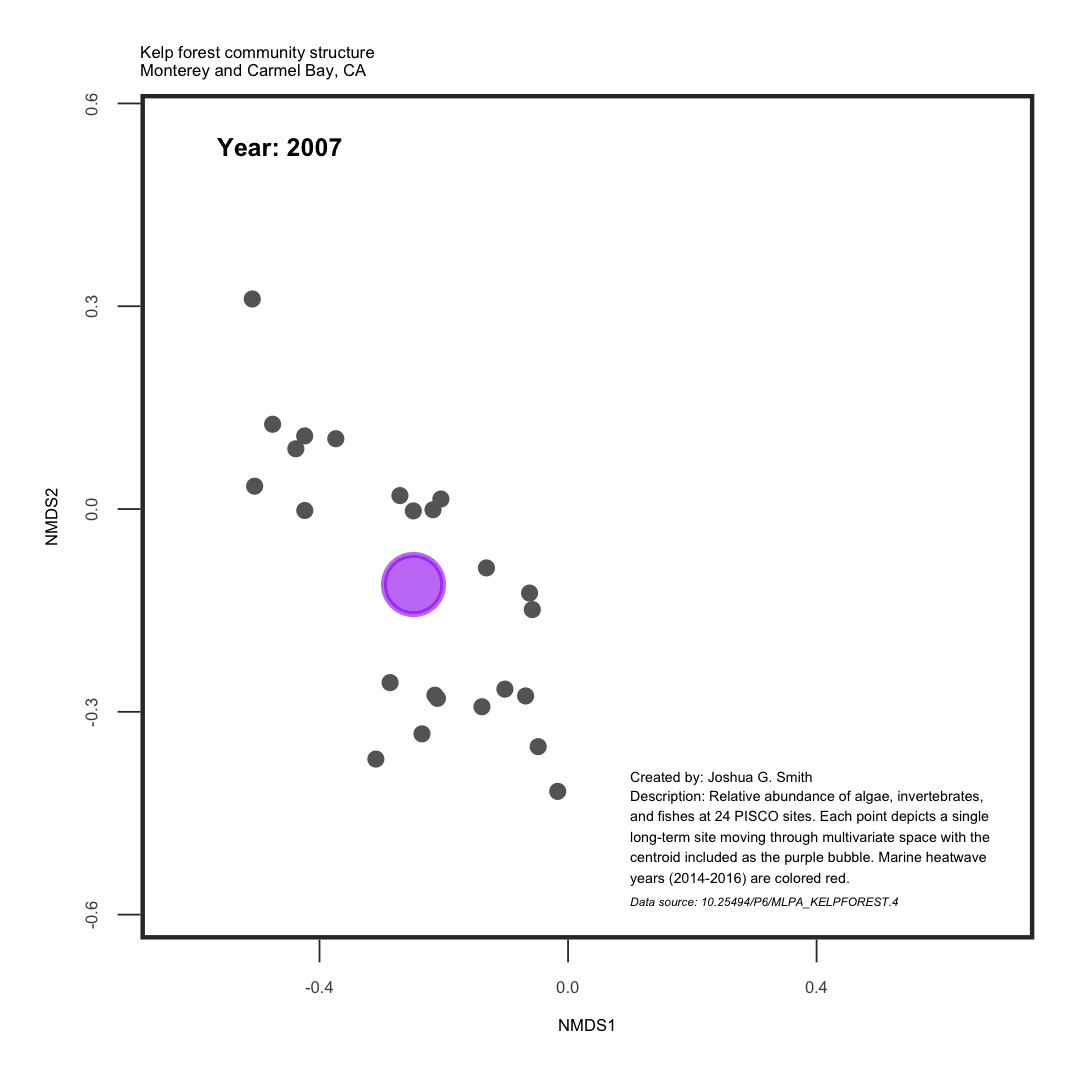 Kelp forest community structure
Monterey and Carmel Bay, CA
Year: 2007
0.6
0.3
0.0
-0.3
-0.6
NMDS2
Created by: Joshua G. Smith
Description: Relative abundance of algae, invertebrates,
and fishes at 24 PISCO sites. Each point depicts a single
long-term site moving through multivariate space with the
centroid included as the purple bubble. Marine heatwave
years (2014-2016) are colored red.
Data source: 10.25494/P6/MLPA_KELPFOREST.4
-0.4
0.0
0.4
NMDS1